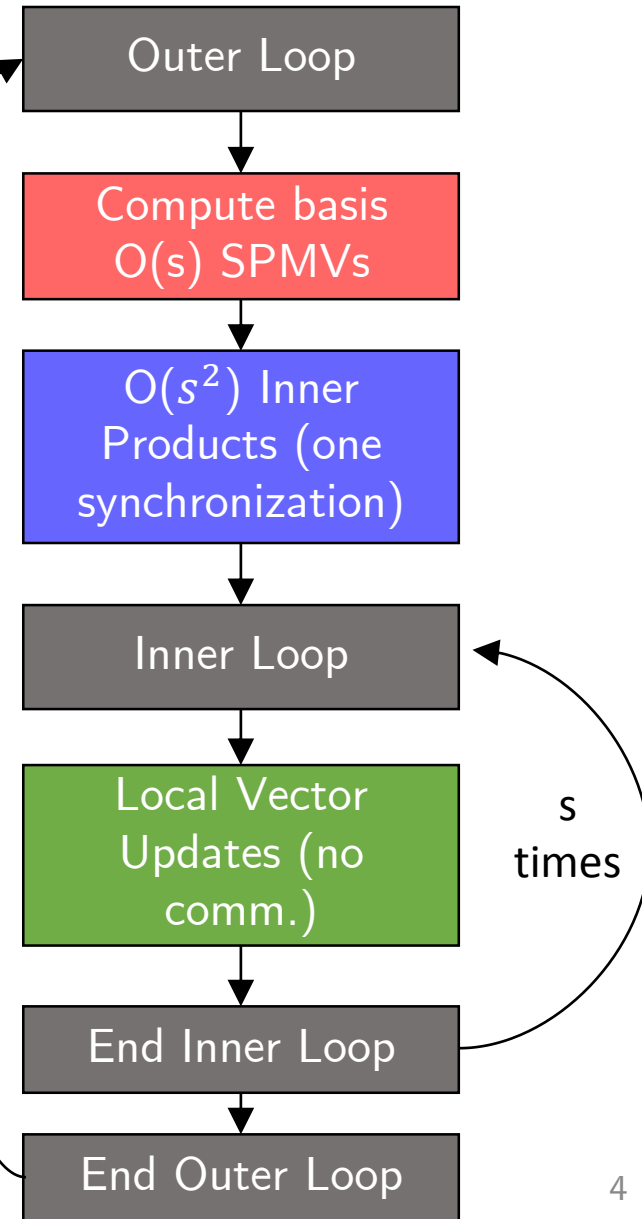 Outer Loop
Compute basis
O(s) SPMVs
O(s²) Inner
Products (one
synchronization)
Inner Loop
Local Vector
Updates (no
comm.)
s
times
End Inner Loop
End Outer Loop
4